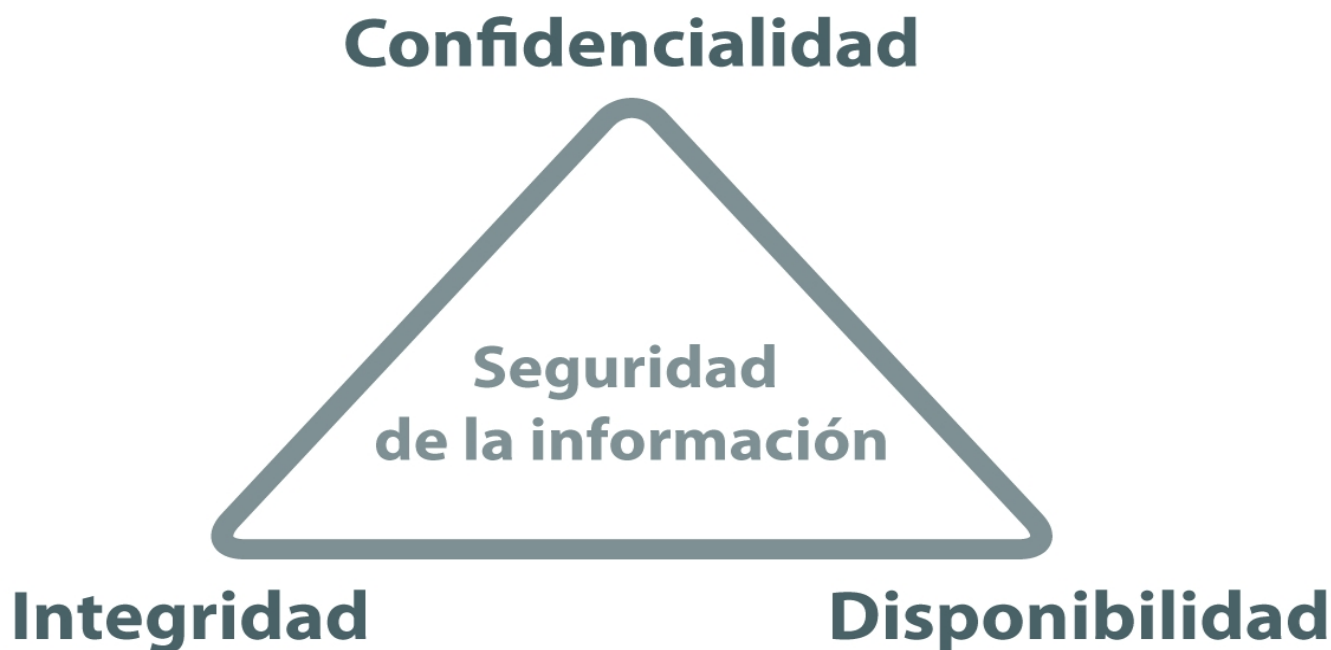 Confidencialidad
Seguridad
de la información
Integridad
Disponibilidad